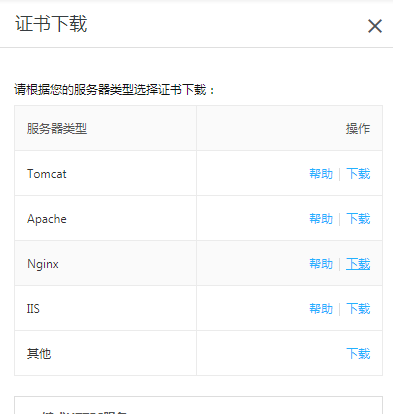 证书下载
请根据您的服务器类型选择证书下载：
服务器类型 操作
Tomcat 帮助 | 下载
Apache 帮助 | 下载
Nginx 帮助 | 下载
IIS 帮助 | 下载
其他 下载